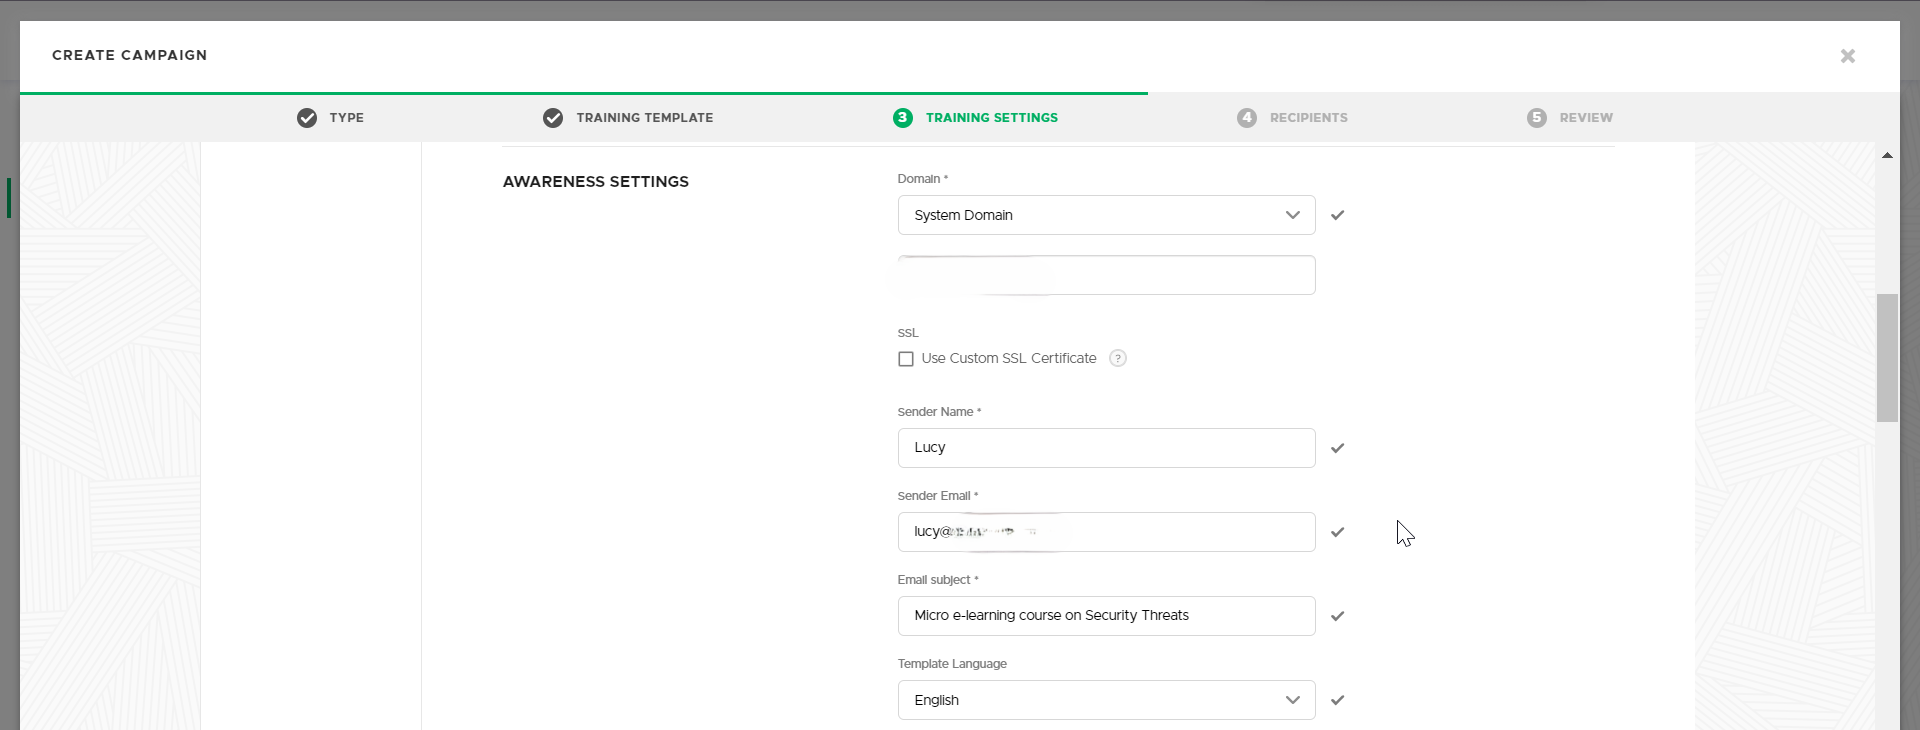 CREATE CAMPAIGN
TYPE
TRAINING TEMPLATE
3 TRAINING SETTINGS
4 RECIPIENTS
5 REVIEW
AWARENESS SETTINGS
Domain *
System Domain
SSL
Use Custom SSL Certificate ?
Sender Name *
Lucy
Sender Email *
lucy@
Email subject *
Micro e-learning course on Security Threats
Template Language
English